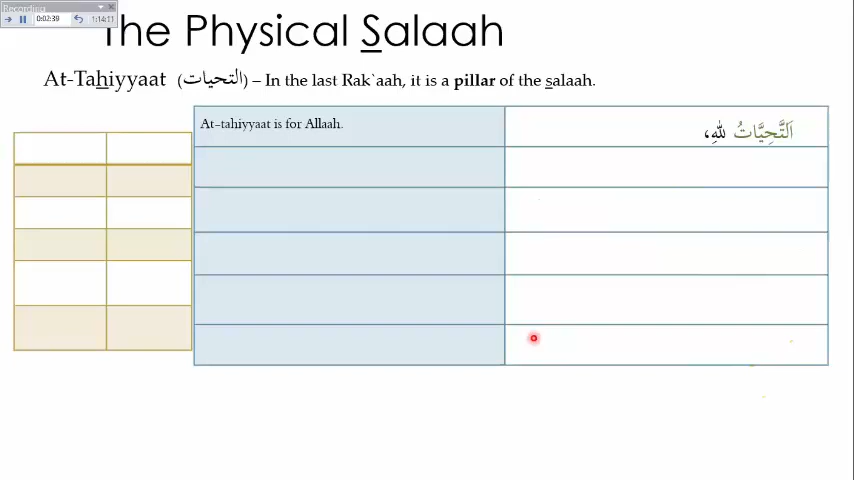 Recording
0:02:39
1:14:11
The Physical Salaah
At-Tahiyyaat (التحيات) – In the last Rak`aah, it is a pillar of the salaah.
At-tahiyyaat is for Allaah.
اَلتَّحِيَّاتُ لِلّٰهِ،